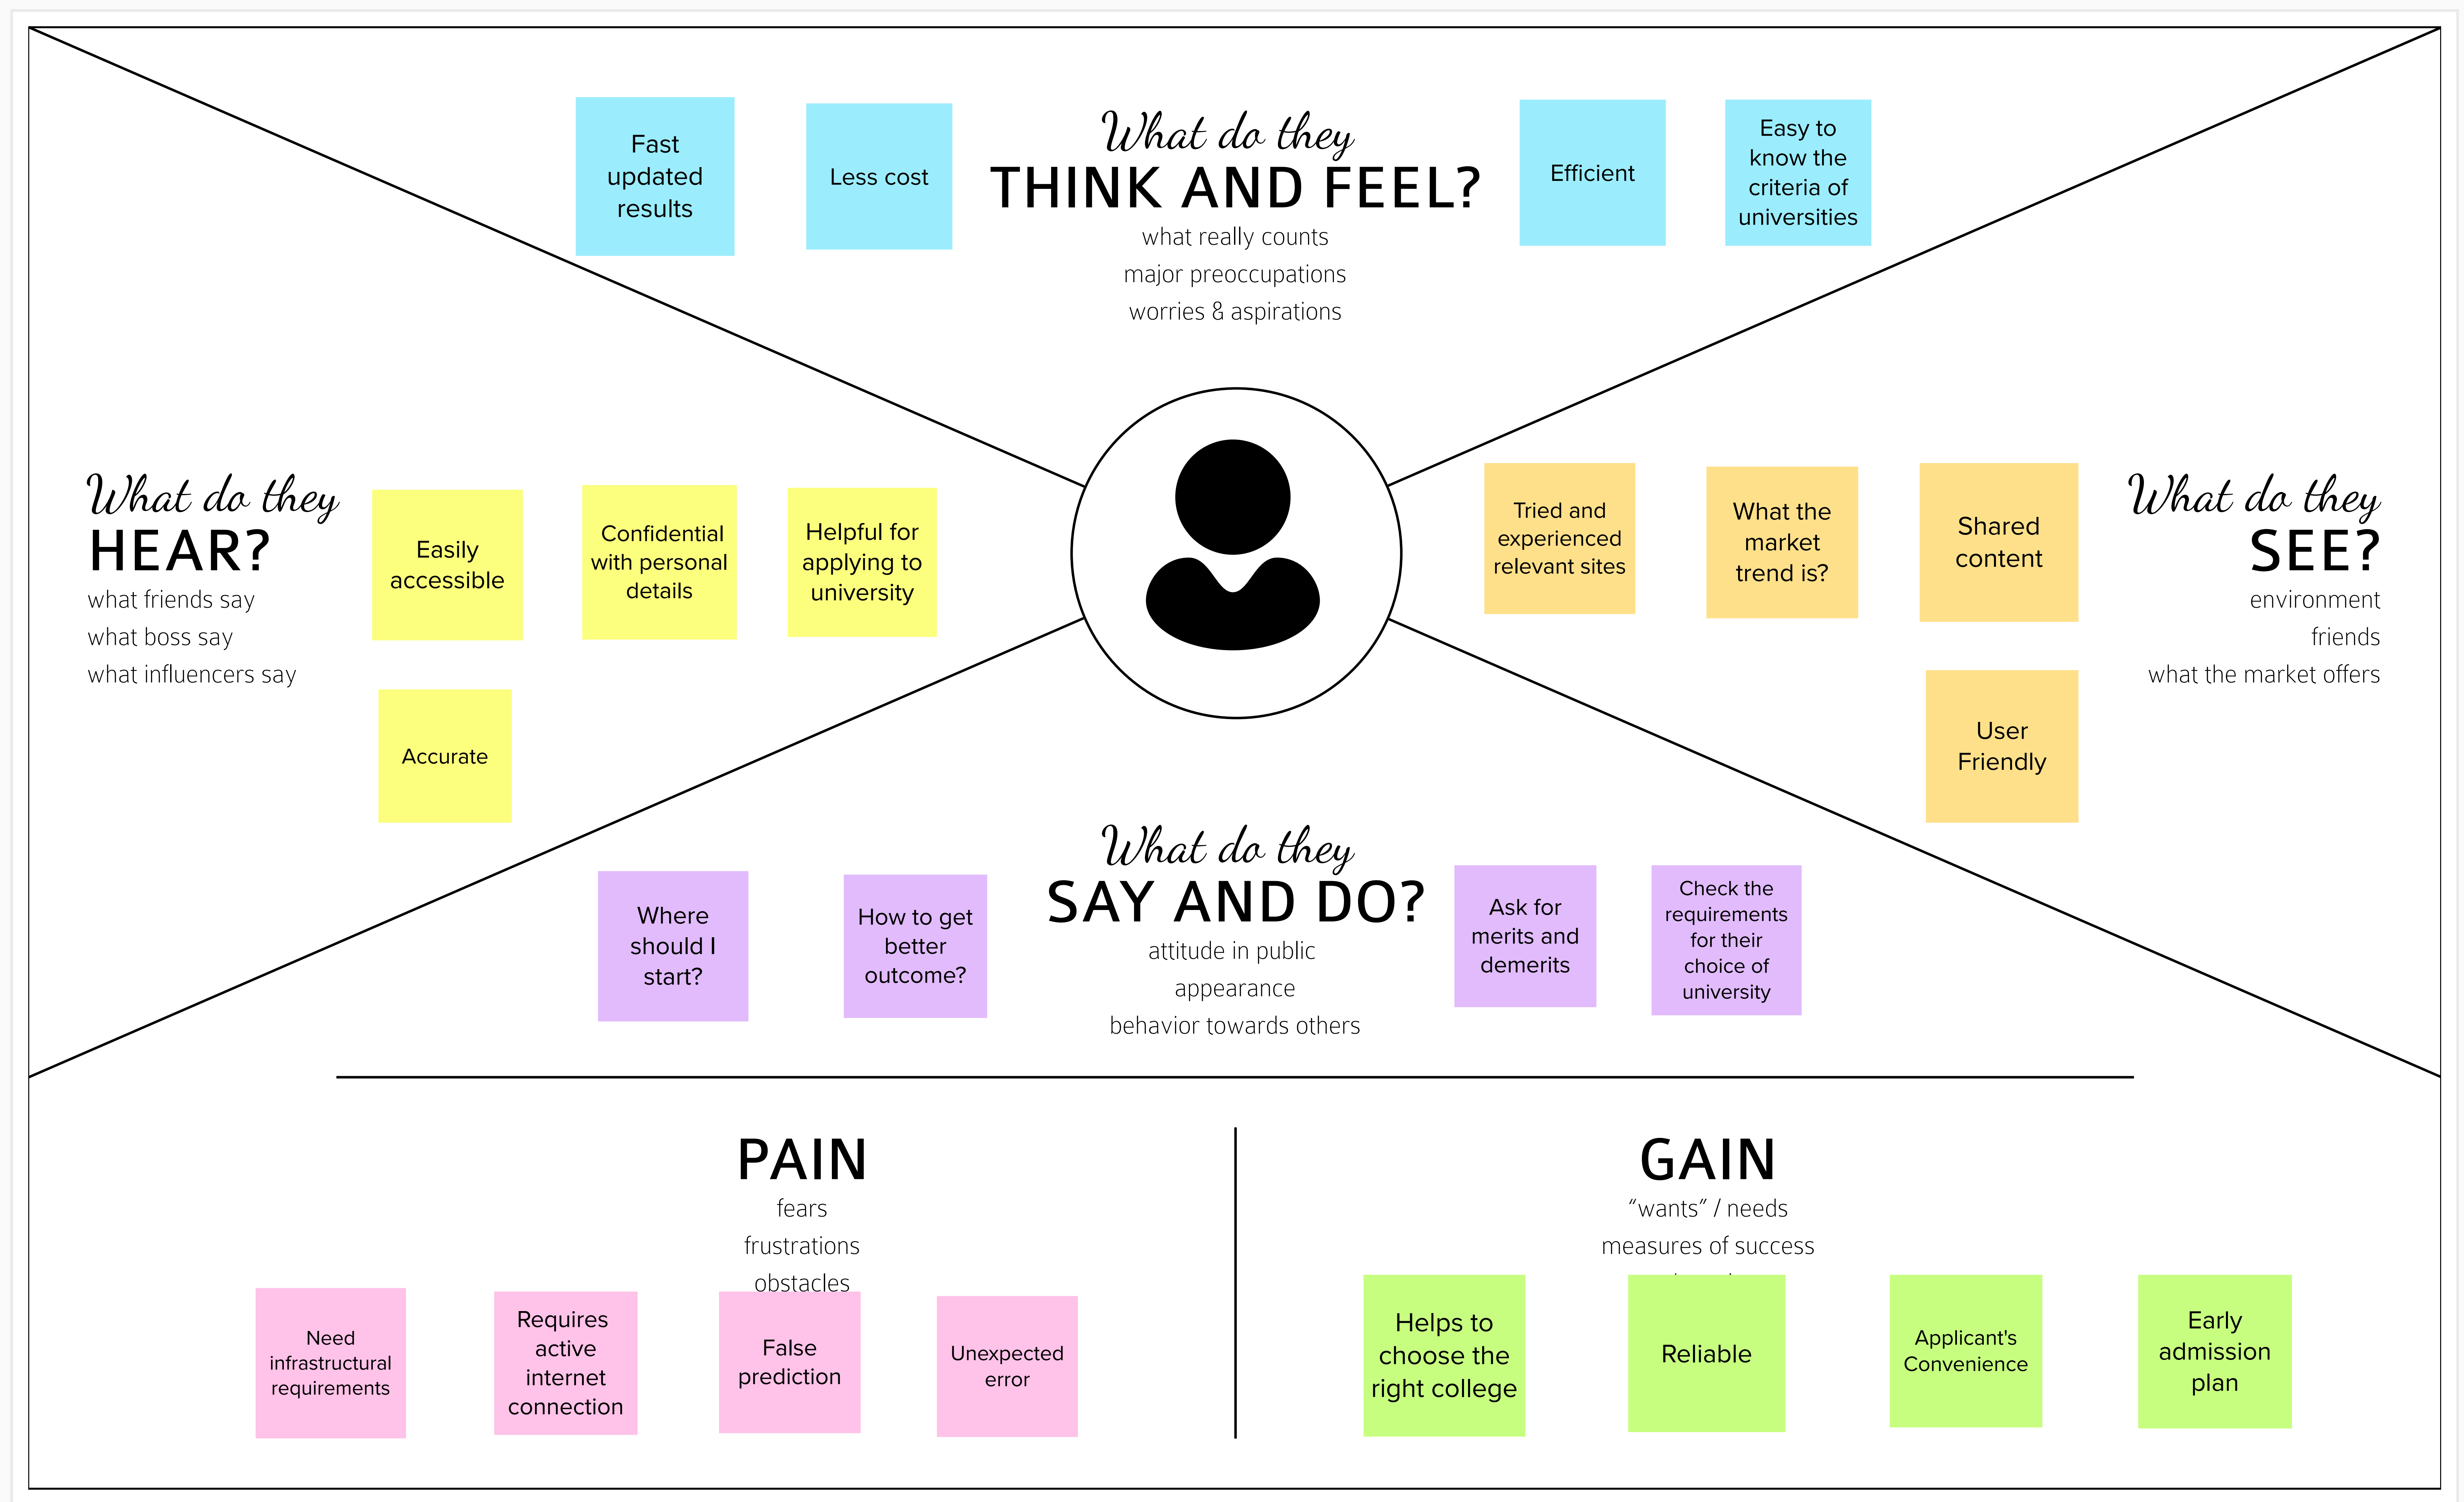 What do they
THINK AND FEEL?
what really counts
major preoccupations
worries & aspirations
Fast
updated
results
Less cost
Efficient
Easy to
know the
criteria of
universities
What do they
HEAR?
what friends say
what boss say
what influencers say
Easily
accessible
Confidential
with personal
details
Helpful for
applying to
university
Accurate
What do they
SEE?
environment
friends
what the market offers
Tried and
experienced
relevant sites
What the
market
trend is?
Shared
content
User
Friendly
What do they
SAY AND DO?
attitude in public
appearance
behavior towards others
Where
should I
start?
How to get
better
outcome?
Ask for
merits and
demerits
Check the
requirements
for their
choice of
university
PAIN
fears
frustrations
obstacles
Need
infrastructural
requirements
Requires
active
internet
connection
False
prediction
Unexpected
error
GAIN
“wants” / needs
measures of success
Helps to
choose the
right college
Reliable
Applicant's
Convenience
Early
admission
plan